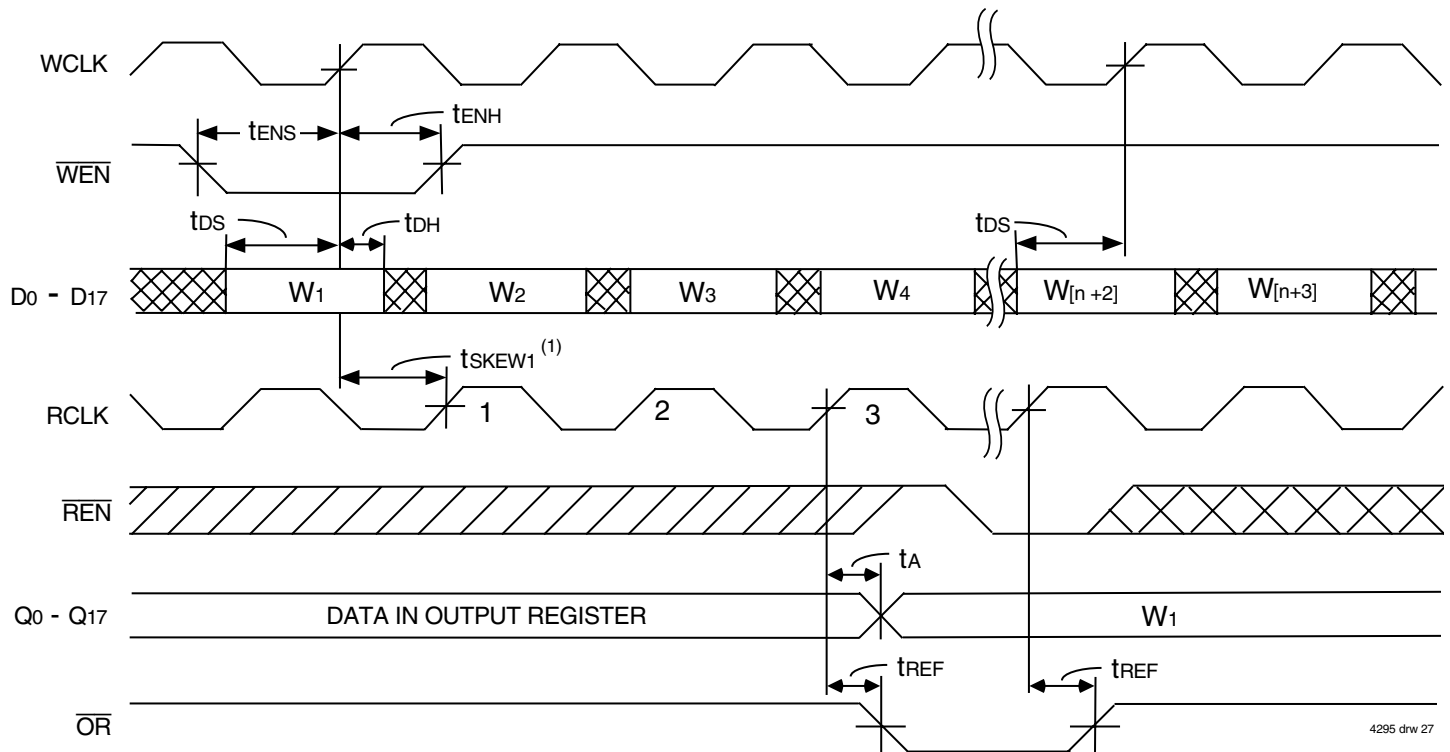 WCLK
tENS
tENH
WEN
tDS
tDH
tDS
D0 - D17
W1
W2
W3
W4
W[n +2]
W[n+3]
tSKEW1 (1)
RCLK
1
2
3
REN
tA
Q0 - Q17
DATA IN OUTPUT REGISTER
W1
tREF
tREF
OR
4295 drw 27